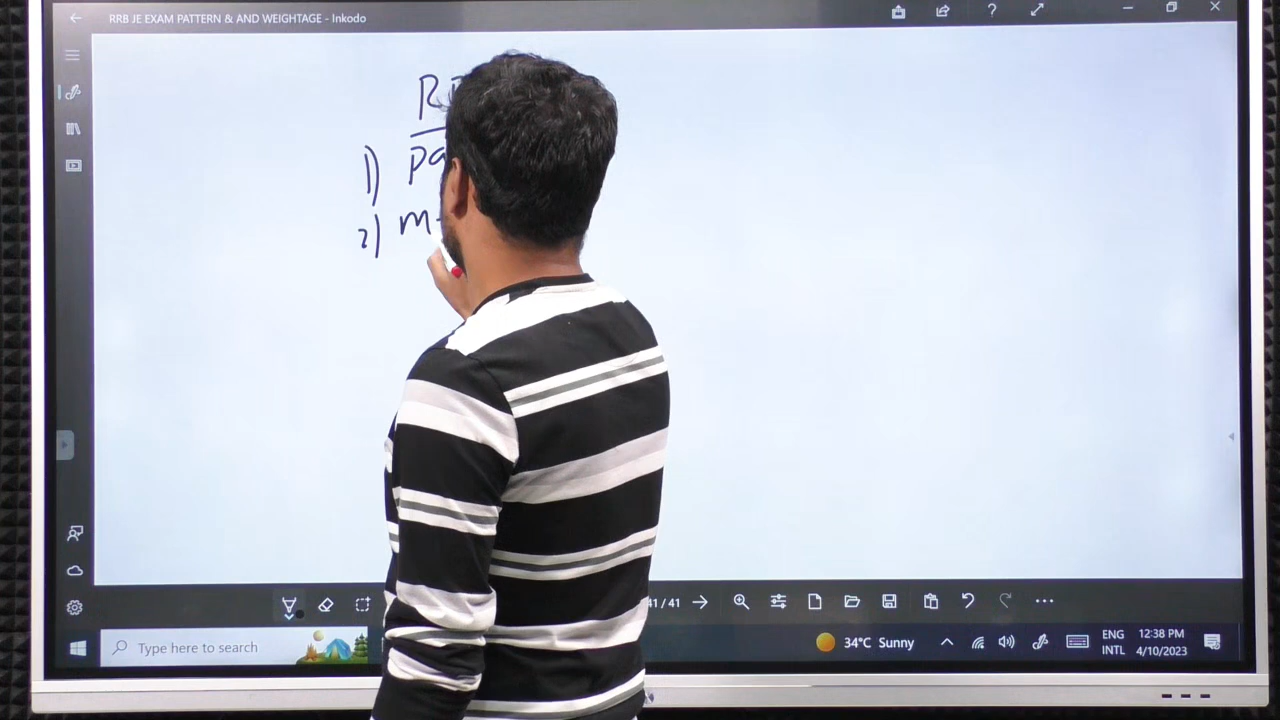 RRB JE EXAM PATTERN & AND WEIGHTAGE - Inkodo
1)
2)
41 / 41
Type here to search
34°C Sunny
ENG
INTL
12:38 PM
4/10/2023